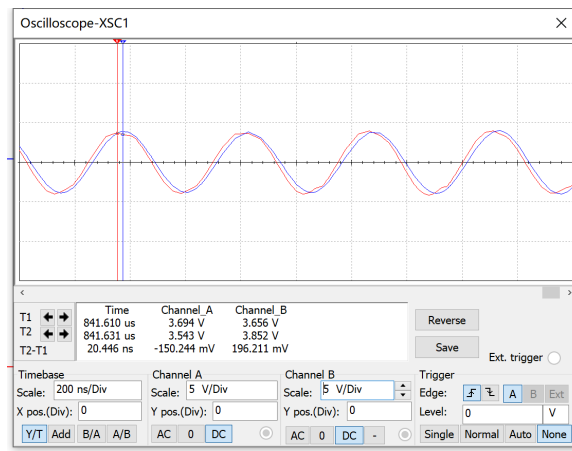 Oscilloscope-XSC1
T1
T2
T2-T1
Time Channel_A Channel_B
841.610 us 3.694 V 3.656 V
841.631 us 3.543 V 3.852 V
20.446 ns -150.244 mV 196.211 mV
Reverse
Save
Ext. trigger
Timebase
Scale: 200 ns/Div
X pos.(Div): 0
Y/T Add B/A A/B
Channel A
Scale: 5 V/Div
Y pos.(Div): 0
AC 0 DC
Channel B
Scale: 5 V/Div
Y pos.(Div): 0
AC 0 DC -
Trigger
Edge: A B Ext
Level: 0 V
Single Normal Auto None